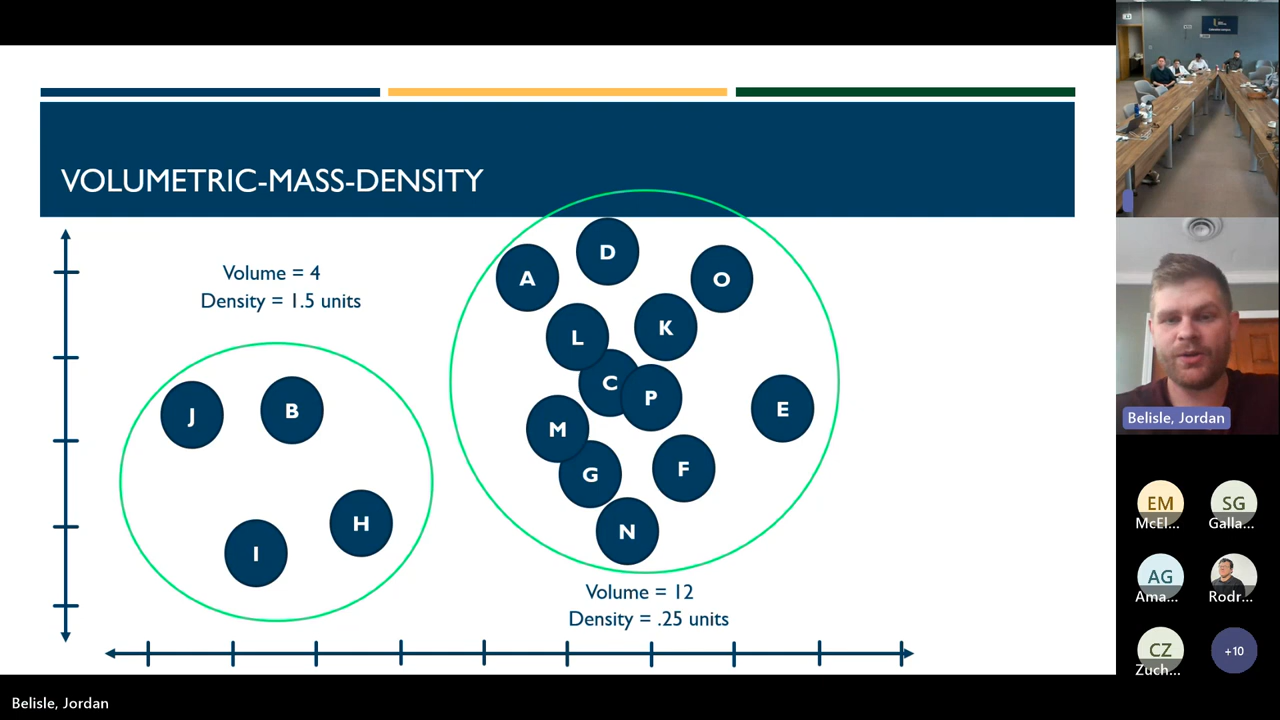 VOLUMETRIC-MASS-DENSITY
Volume = 4
Density = 1.5 units
J
B
I
H
A
D
O
L
K
C
P
E
M
G
F
N
Volume = 12
Density = .25 units
Belisle, Jordan
EM
McEl...
SG
Galla...
AG
Ama...
Rodr...
CZ
Zuch...
+10
Belisle, Jordan